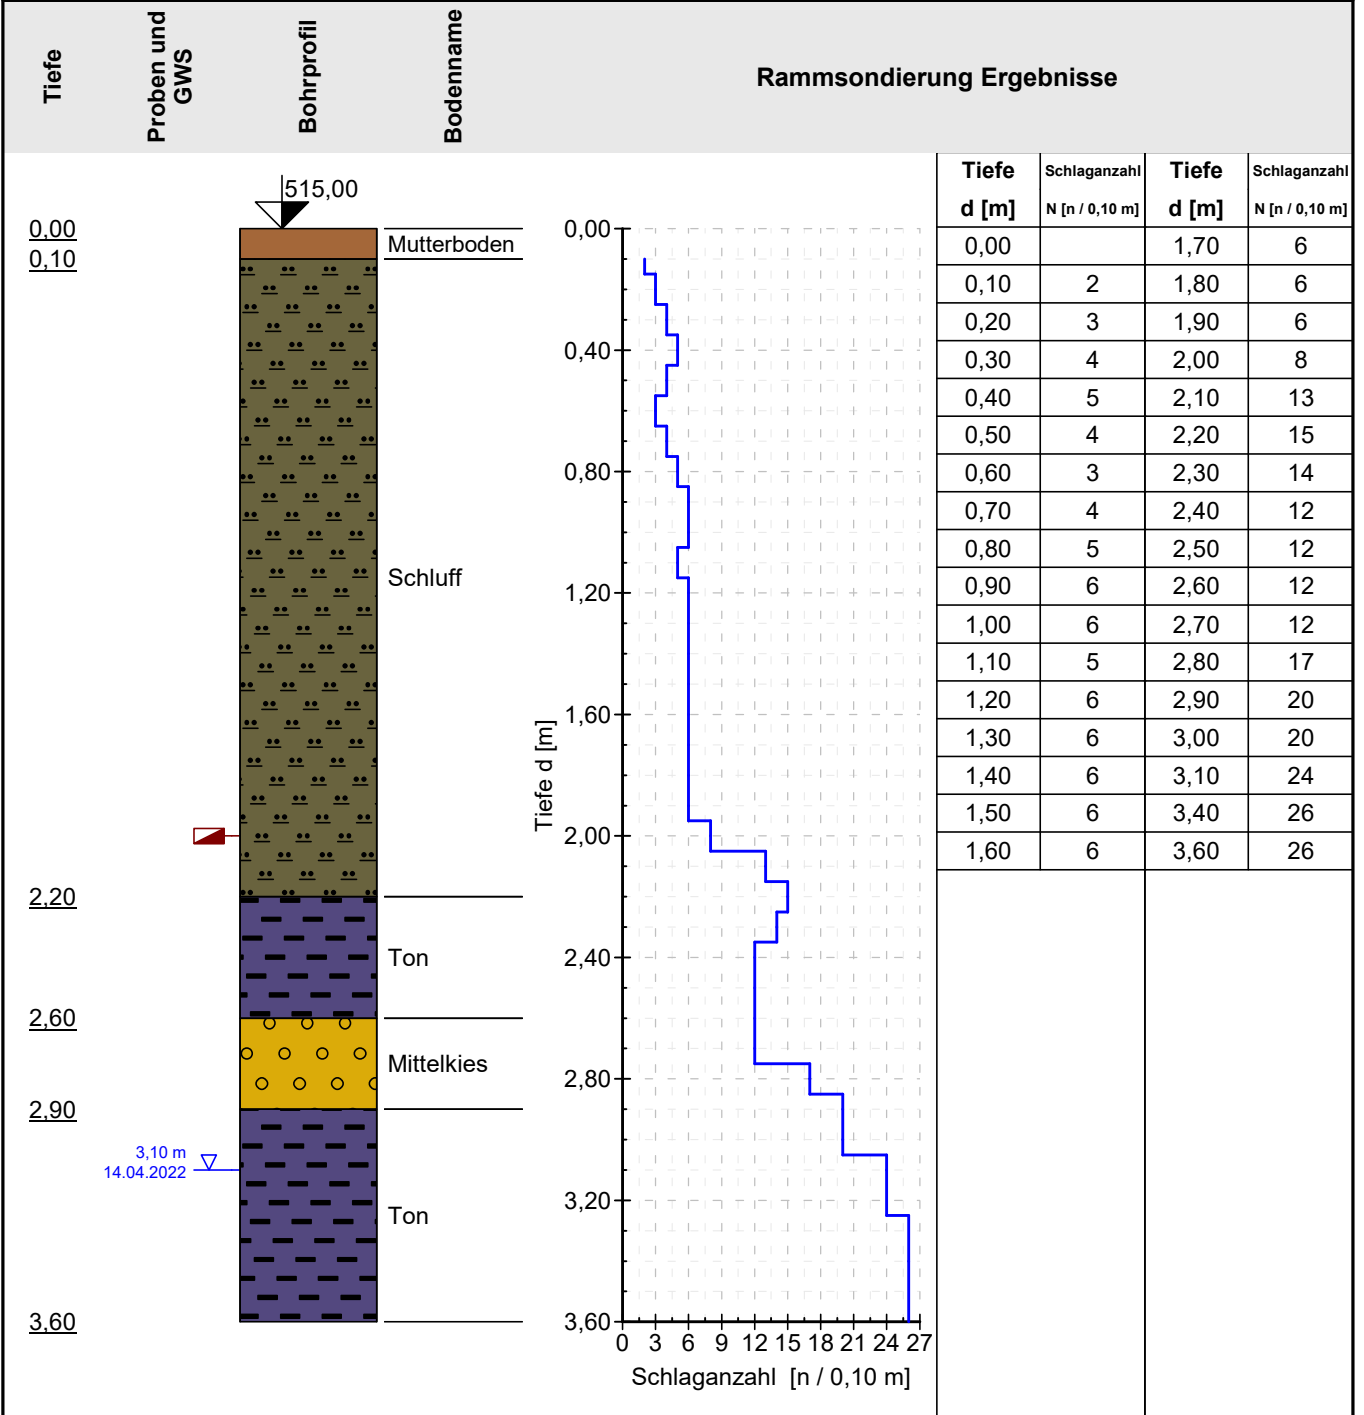 Tiefe
Proben und
GWS
Bohrprofil
Bodenname
Rammsondierung Ergebnisse
515,00
0,00
0,10
2,20
2,60
2,90
3,60
3,10 m
14.04.2022
Mutterboden
Schluff
Ton
Mittelkies
Ton
Tiefe d [m]
0,00
0,40
0,80
1,20
1,60
2,00
2,40
2,80
3,20
3,60
0 3 6 9 12 15 18 21 24 27
Schlaganzahl [n / 0,10 m]
Tiefe Schlaganzahl Tiefe Schlaganzahl
d [m] N [n / 0,10 m] d [m] N [n / 0,10 m]
0,00 1,70 6
0,10 2 1,80 6
0,20 3 1,90 6
0,30 4 2,00 8
0,40 5 2,10 13
0,50 4 2,20 15
0,60 3 2,30 14
0,70 4 2,40 12
0,80 5 2,50 12
0,90 6 2,60 12
1,00 6 2,70 12
1,10 5 2,80 17
1,20 6 2,90 20
1,30 6 3,00 20
1,40 6 3,10 24
1,50 6 3,40 26
1,60 6 3,60 26